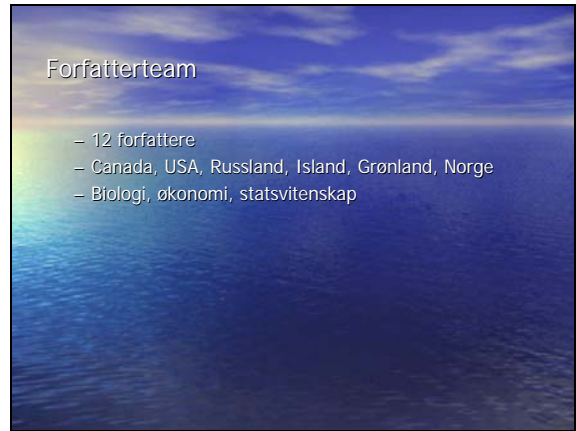 Forfatterteam
– 12 forfattere
– Canada, USA, Russland, Island, Grønland, Norge
– Biologi, økonomi, statsvitenskap